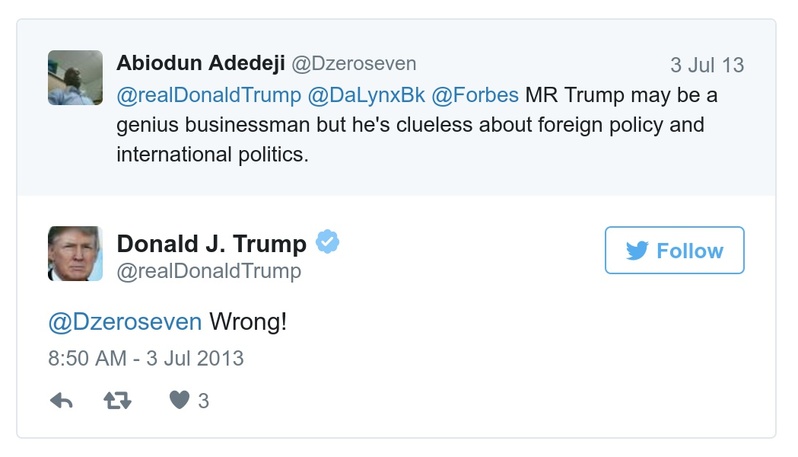 Abiodun Adedeji @Dzeroseven 3 Jul 13
@realDonaldTrump @DaLynxBk @Forbes MR Trump may be a
genius businessman but he's clueless about foreign policy and
international politics.
Donald J. Trump
Follow
@realDonaldTrump
@Dzeroseven Wrong!
8:50 AM - 3 Jul 2013
3